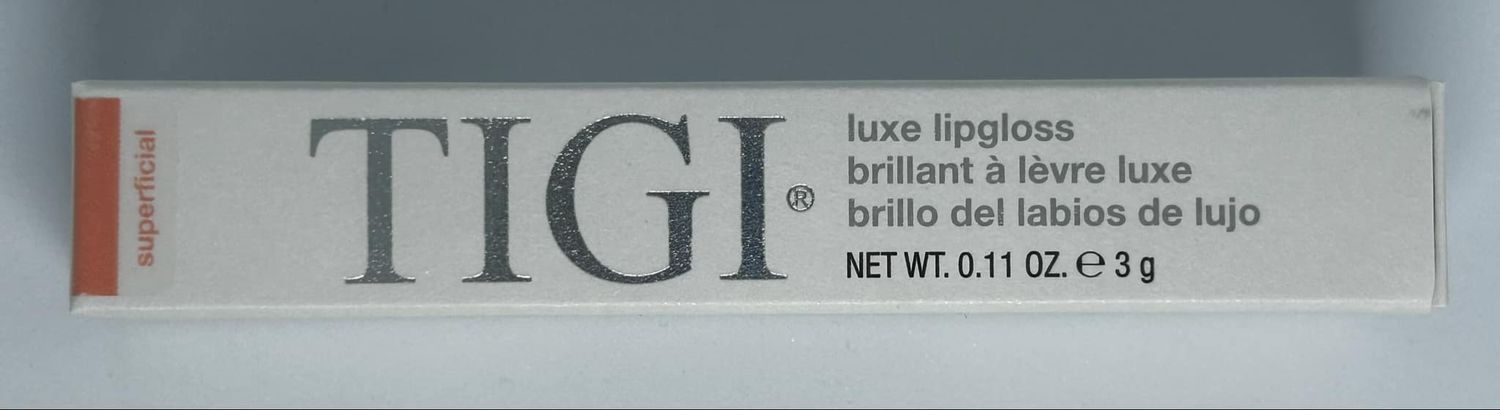 superficial
TIGI®
luxe lipgloss
brillant à lèvre luxe
brillo del labios de lujo
NET WT. 0.11 OZ. ℮ 3 g